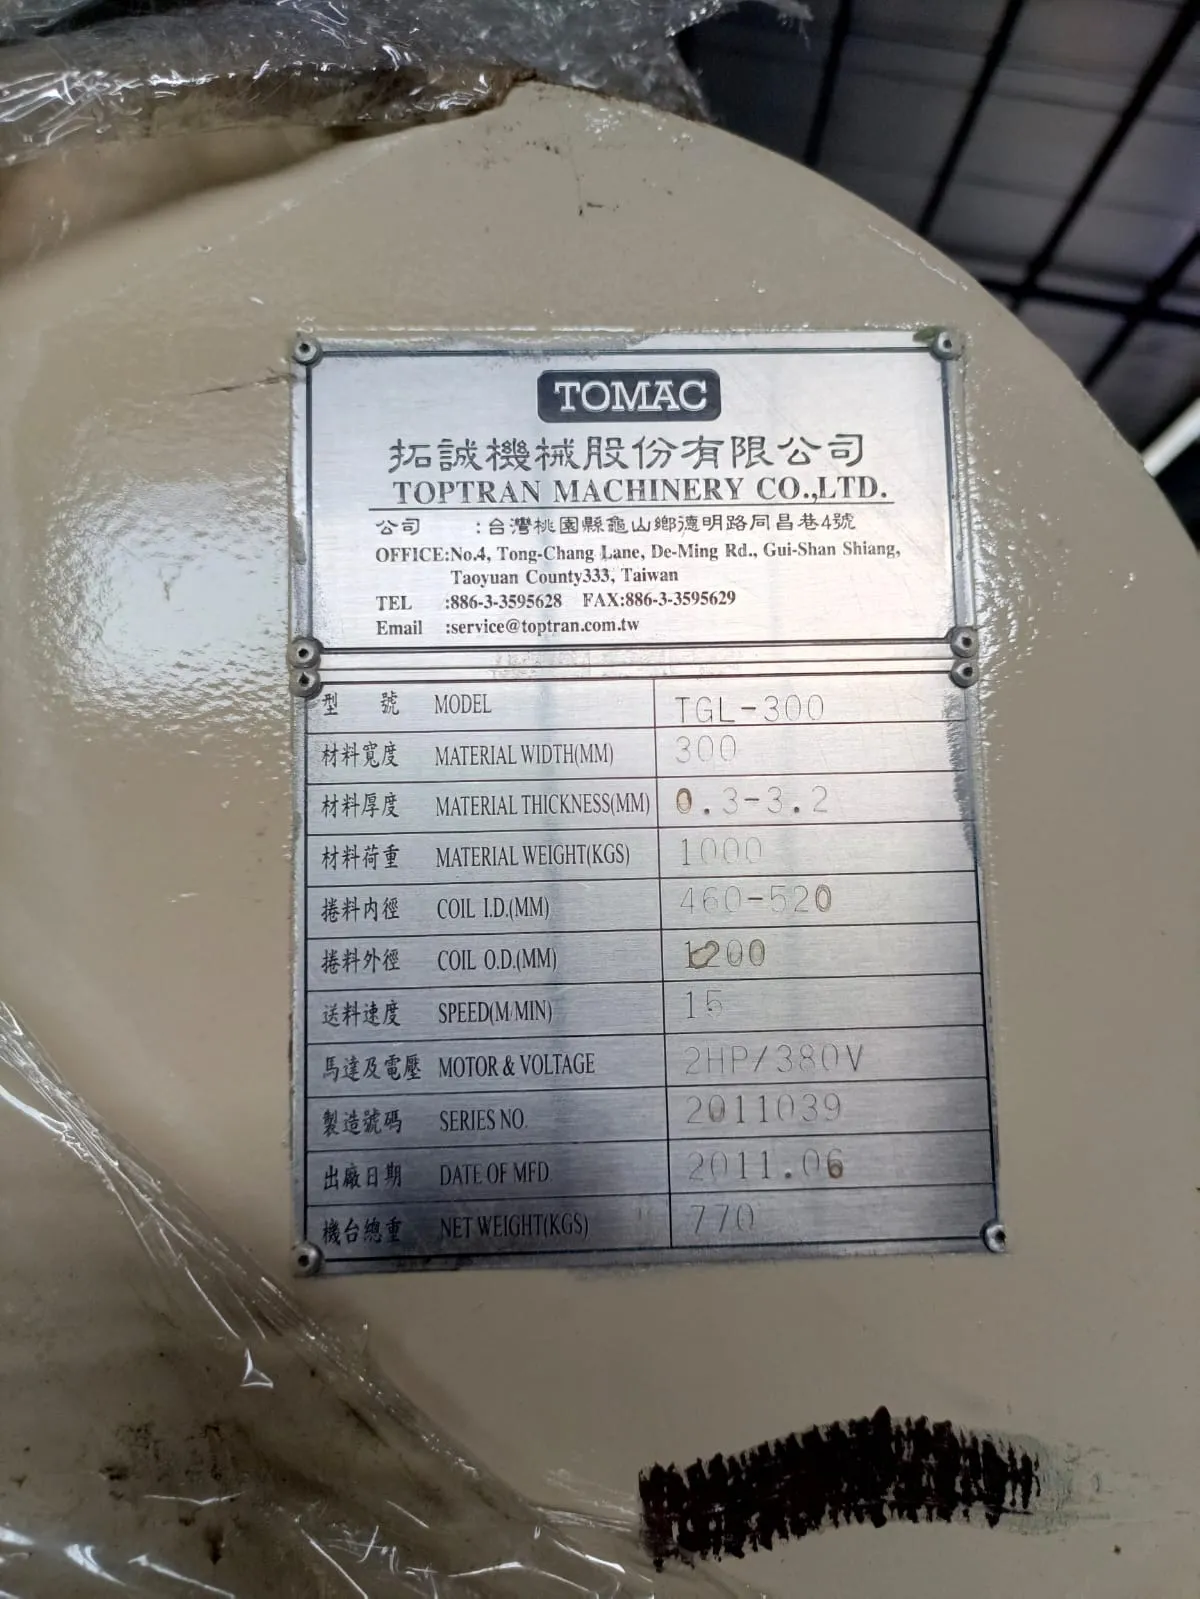 TOMAC
拓誠機械股份有限公司
TOPTRAN MACHINERY CO.,LTD.
公司 :台灣桃園縣龜山鄉德明路同昌巷4號
OFFICE:No.4, Tong-Chang Lane, De-Ming Rd., Gui-Shan Shiang,
Taoyuan County333, Taiwan
TEL :886-3-3595628 FAX:886-3-3595629
Email :service@toptran.com.tw
型 號 MODEL TGL-300
材料寬度 MATERIAL WIDTH(MM) 300
材料厚度 MATERIAL THICKNESS(MM) 0.3-3.2
材料荷重 MATERIAL WEIGHT(KGS) 1000
捲料內徑 COIL I.D.(MM) 460-520
捲料外徑 COIL O.D.(MM) 1200
送料速度 SPEED(M/MIN) 15
馬達及電壓 MOTOR & VOLTAGE 2HP/380V
製造號碼 SERIES NO. 2011039
出廠日期 DATE OF MFD 2011.06
機台總重 NET WEIGHT(KGS) 770